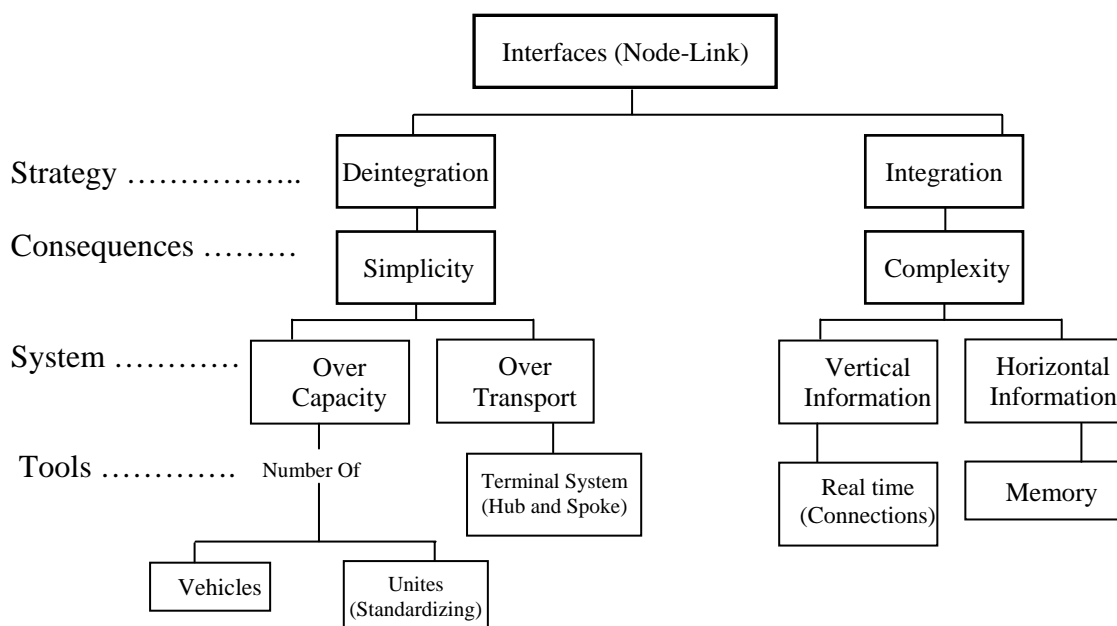 Interfaces (Node-Link)
Strategy ……………..
Deintegration
Integration
Consequences ………
Simplicity
Complexity
System …………
Over
Capacity
Over
Transport
Vertical
Information
Horizontal
Information
Tools ………….
Number Of
Terminal System
(Hub and Spoke)
Real time
(Connections)
Memory
Vehicles
Unites
(Standardizing)